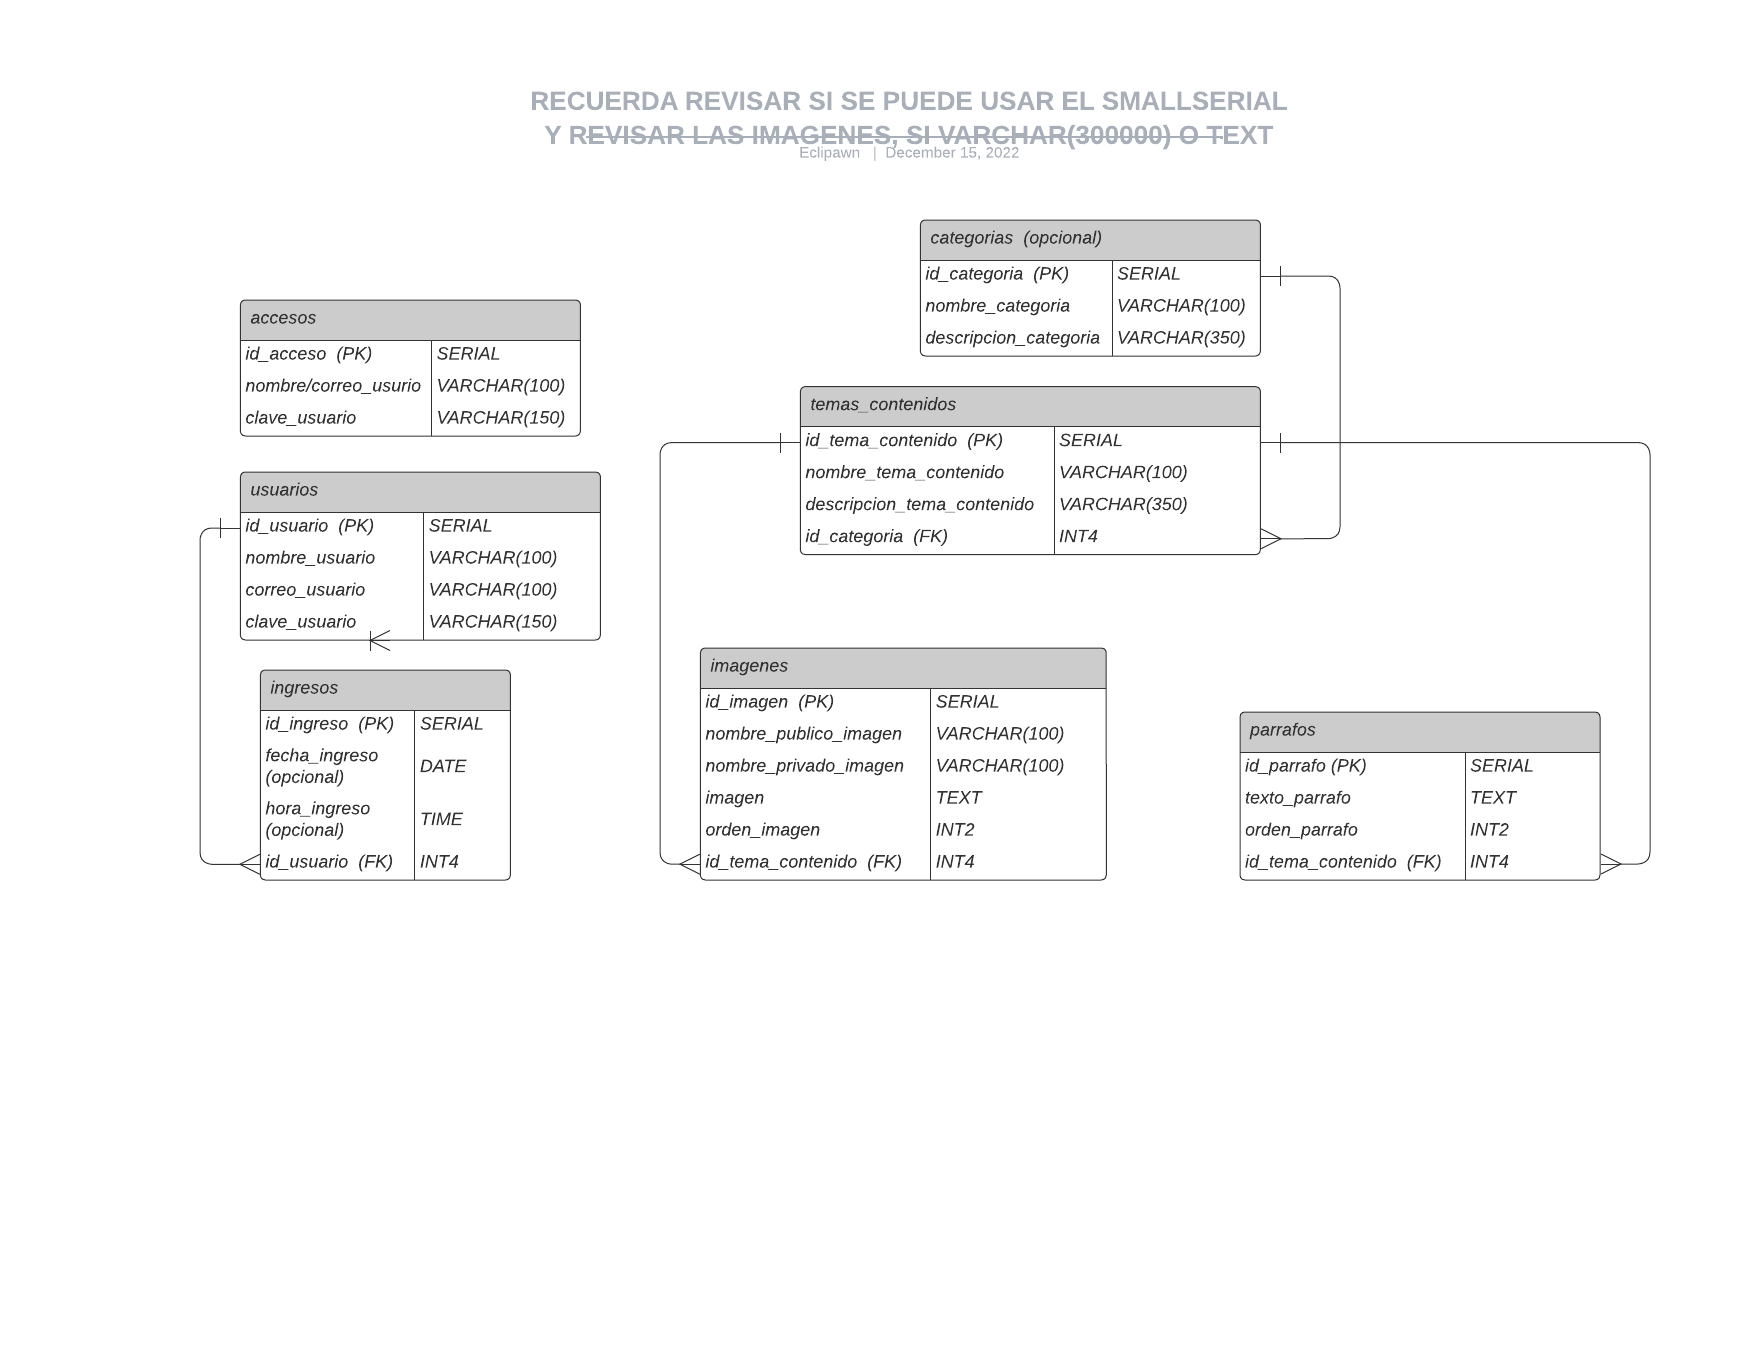 RECUERDA REVISAR SI SE PUEDE USAR EL SMALLSERIAL
Y REVISAR LAS IMAGENES, SI VARCHAR(300000) O TEXT
Eclipawn | December 15, 2022
categorias (opcional)
id_categoria (PK) SERIAL
nombre_categoria VARCHAR(100)
descripcion_categoria VARCHAR(350)
accesos
id_acceso (PK) SERIAL
nombre/correo_usurio VARCHAR(100)
clave_usuario VARCHAR(150)
temas_contenidos
id_tema_contenido (PK) SERIAL
nombre_tema_contenido VARCHAR(100)
descripcion_tema_contenido VARCHAR(350)
id_categoria (FK) INT4
usuarios
id_usuario (PK) SERIAL
nombre_usuario VARCHAR(100)
correo_usuario VARCHAR(100)
clave_usuario VARCHAR(150)
ingresos
id_ingreso (PK) SERIAL
fecha_ingreso
(opcional) DATE
hora_ingreso
(opcional) TIME
id_usuario (FK) INT4
imagenes
id_imagen (PK) SERIAL
nombre_publico_imagen VARCHAR(100)
nombre_privado_imagen VARCHAR(100)
imagen TEXT
orden_imagen INT2
id_tema_contenido (FK) INT4
parrafos
id_parrafo (PK) SERIAL
texto_parrafo TEXT
orden_parrafo INT2
id_tema_contenido (FK) INT4